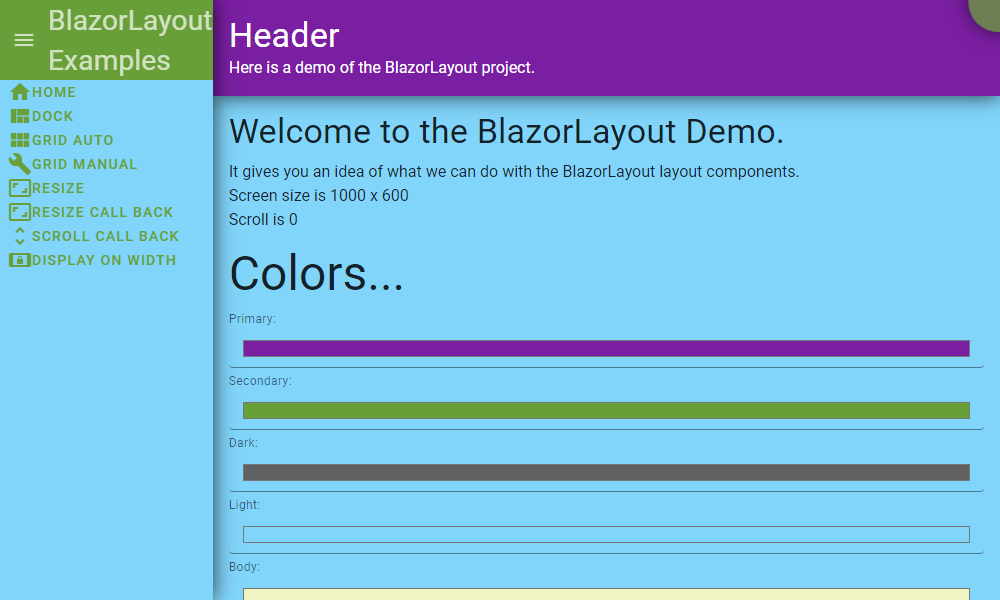 BlazorLayout
Examples
HOME
DOCK
GRID AUTO
GRID MANUAL
RESIZE
RESIZE CALL BACK
SCROLL CALL BACK
DISPLAY ON WIDTH
Header
Here is a demo of the BlazorLayout project.
Welcome to the BlazorLayout Demo.
It gives you an idea of what we can do with the BlazorLayout layout components.
Screen size is 1000 x 600
Scroll is 0
Colors...
Primary:
Secondary:
Dark:
Light:
Body: